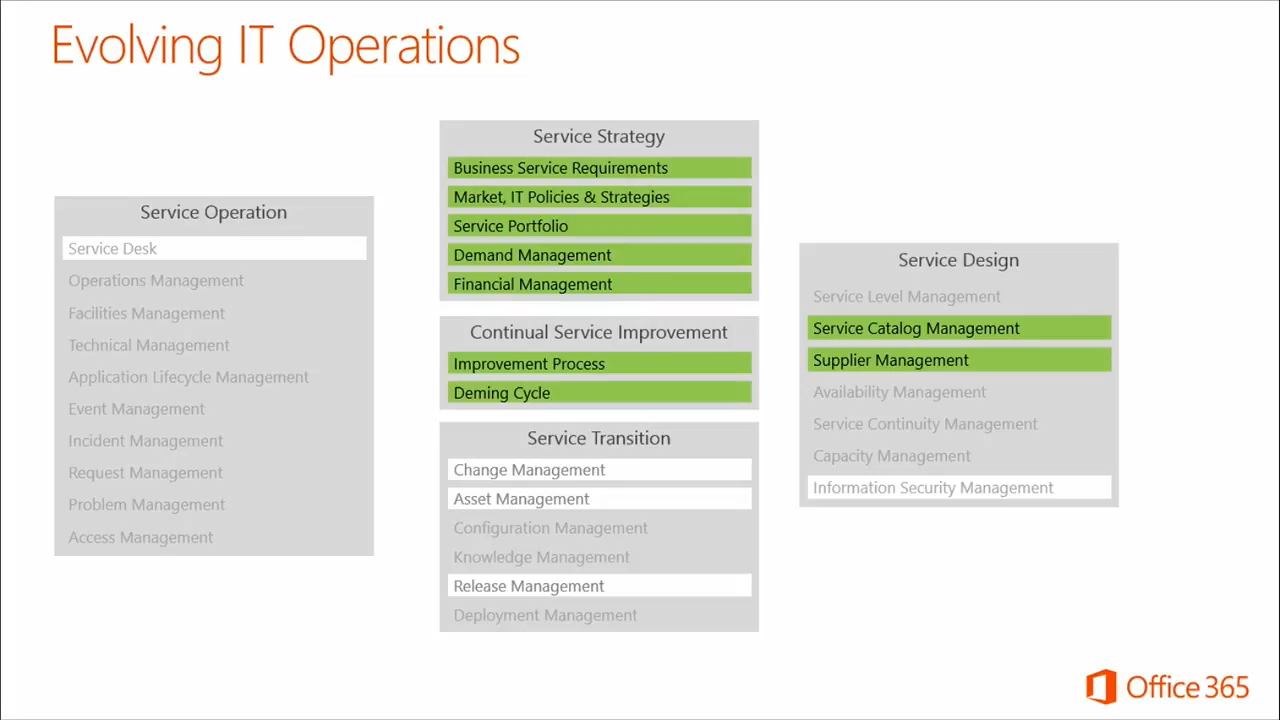 Evolving IT Operations
Service Operation
Service Desk
Operations Management
Facilities Management
Technical Management
Application Lifecycle Management
Event Management
Incident Management
Request Management
Problem Management
Access Management
Service Strategy
Business Service Requirements
Market, IT Policies & Strategies
Service Portfolio
Demand Management
Financial Management
Continual Service Improvement
Improvement Process
Deming Cycle
Service Transition
Change Management
Asset Management
Configuration Management
Knowledge Management
Release Management
Deployment Management
Service Design
Service Level Management
Service Catalog Management
Supplier Management
Availability Management
Service Continuity Management
Capacity Management
Information Security Management
Office 365